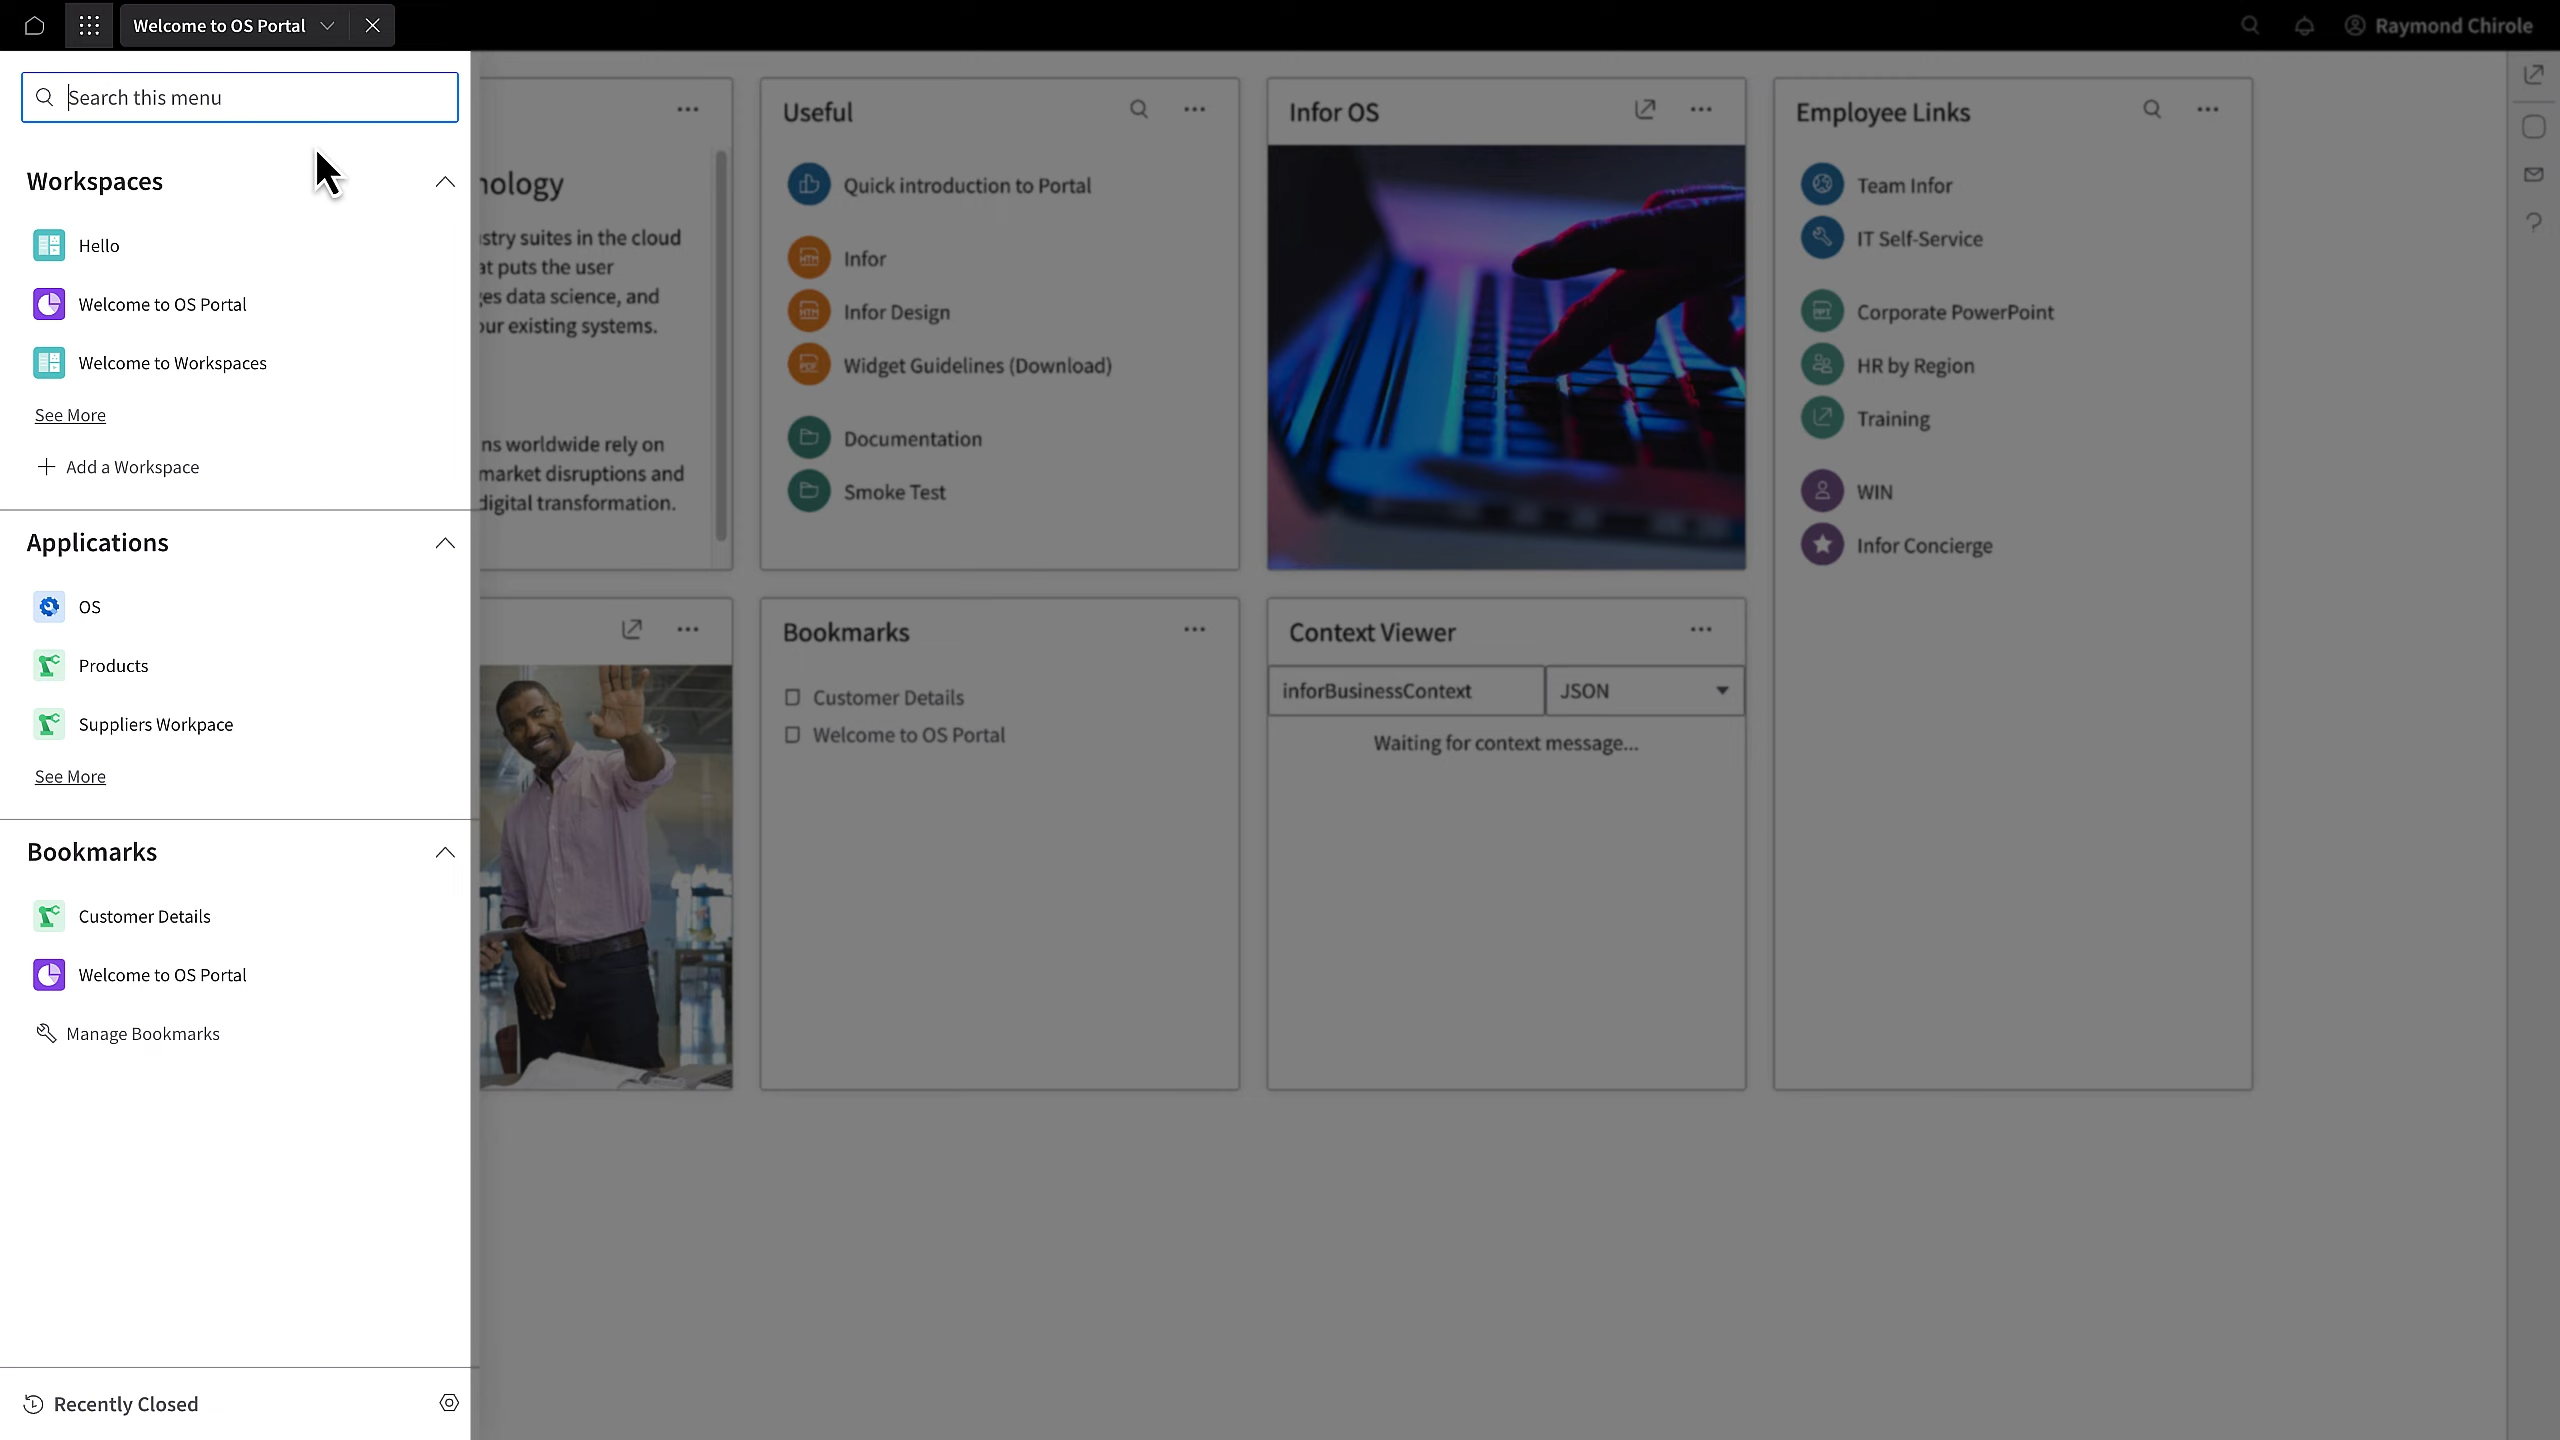 Welcome to OS Portal
Raymond Chirole
Search this menu
Workspaces
Hello
Welcome to OS Portal
Welcome to Workspaces
See More
Add a Workspace
Applications
OS
Products
Suppliers Workpace
See More
Bookmarks
Customer Details
Welcome to OS Portal
Manage Bookmarks
Recently Closed
nology
stry suites in the cloud
at puts the user
ges data science, and
our existing systems.
ns worldwide rely on
market disruptions and
digital transformation.
Useful
Quick introduction to Portal
HTM
Infor
HTM
Infor Design
PDF
Widget Guidelines (Download)
Documentation
Smoke Test
Infor OS
Employee Links
Team Infor
IT Self-Service
PPT
Corporate PowerPoint
HR by Region
Training
WIN
Infor Concierge
Bookmarks
Customer Details
Welcome to OS Portal
Context Viewer
inforBusinessContext
JSON
Waiting for context message...